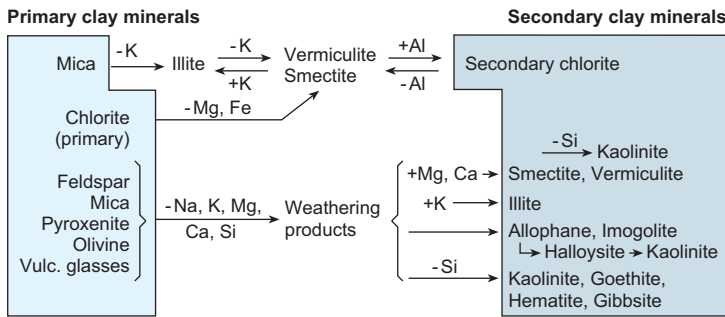 Primary clay minerals
Secondary clay minerals
Mica
-K
Illite
-K
+K
Vermiculite
Smectite
+Al
-Al
Secondary chlorite
Chlorite
(primary)
-Mg, Fe
-Si
Kaolinite
Feldspar
Mica
Pyroxenite
Olivine
Vulc. glasses
-Na, K, Mg,
Ca, Si
Weathering
products
+Mg, Ca
Smectite, Vermiculite
+K
Illite
Allophane, Imogolite
Halloysite
Kaolinite
-Si
Kaolinite, Goethite,
Hematite, Gibbsite